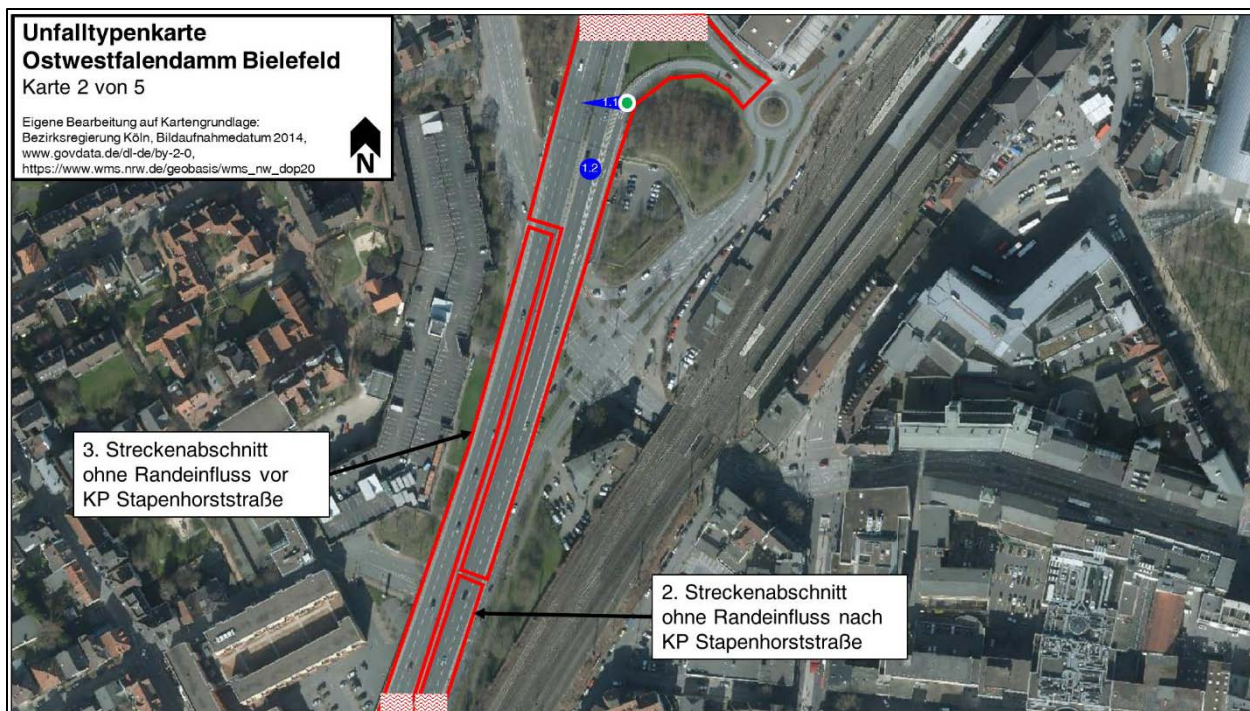 Unfalltypenkarte
Ostwestfalendamm Bielefeld
Karte 2 von 5
Eigene Bearbeitung auf Kartengrundlage:
Bezirksregierung Köln, Bildaufnahmedatum 2014,
www.govdata.de/dl-de/by-2-0,
https://www.wms.nrw.de/geobasis/wms_nw_dop20
N
1.1
1.2
3. Streckenabschnitt
ohne Randeinfluss vor
KP Stapenhorststraße
2. Streckenabschnitt
ohne Randeinfluss nach
KP Stapenhorststraße